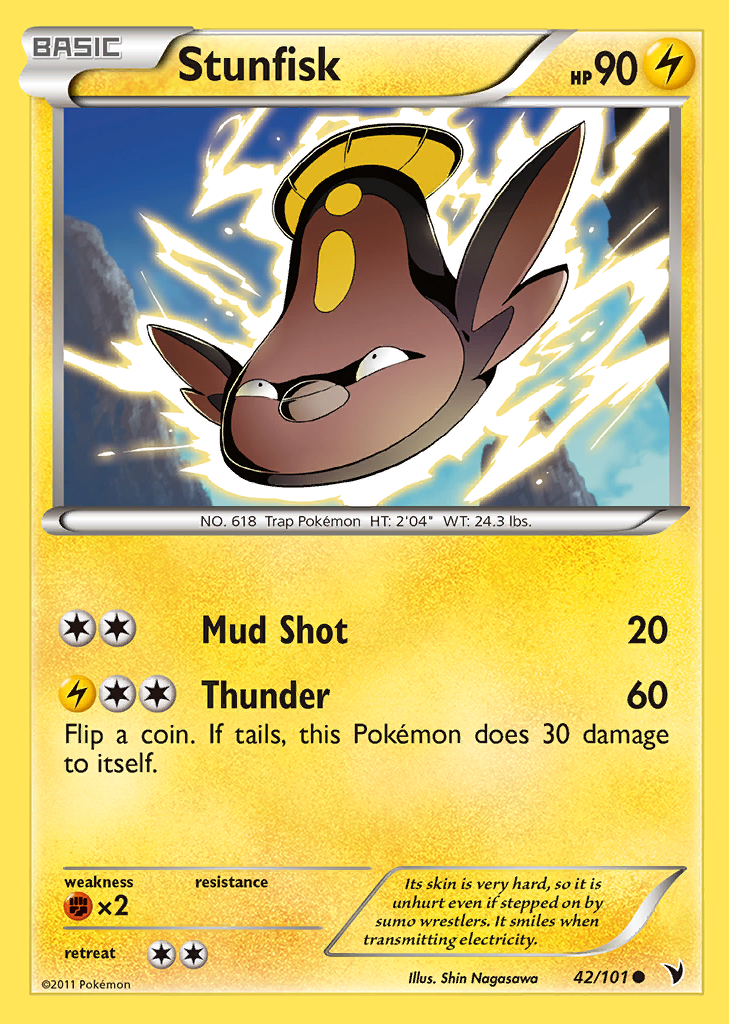 BASIC
Stunfisk
HP 90
NO. 618 Trap Pokémon HT: 2'04" WT: 24.3 lbs.
Mud Shot 20
Thunder 60
Flip a coin. If tails, this Pokémon does 30 damage
to itself.
weakness resistance
×2
retreat
Its skin is very hard, so it is
unhurt even if stepped on by
sumo wrestlers. It smiles when
transmitting electricity.
©2011 Pokémon
Illus. Shin Nagasawa
42/101